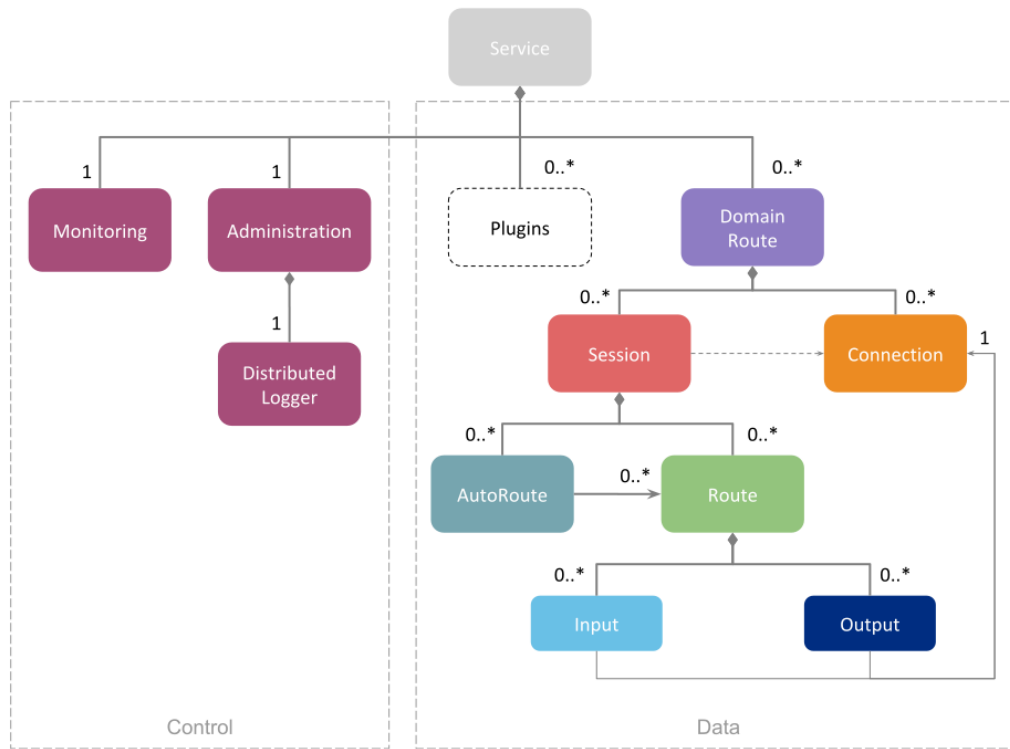 Service
1
1
0..*
0..*
Monitoring
Administration
Plugins
Domain
Route
0..*
0..*
1
1
Session
Connection
Distributed
Logger
0..*
0..*
AutoRoute
0..*
Route
0..*
0..*
Input
Output
Control
Data